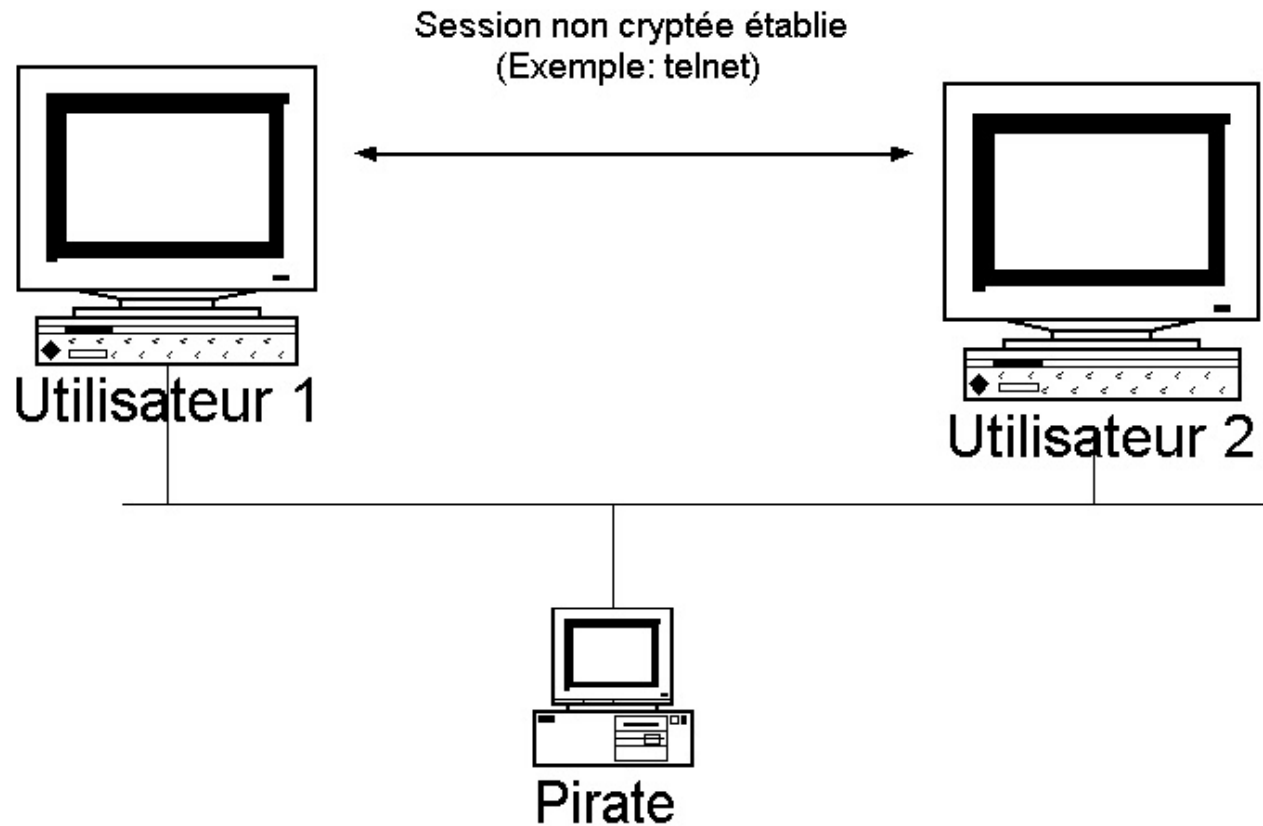 Session non cryptée établie
(Exemple: telnet)
Utilisateur 1
Utilisateur 2
Pirate